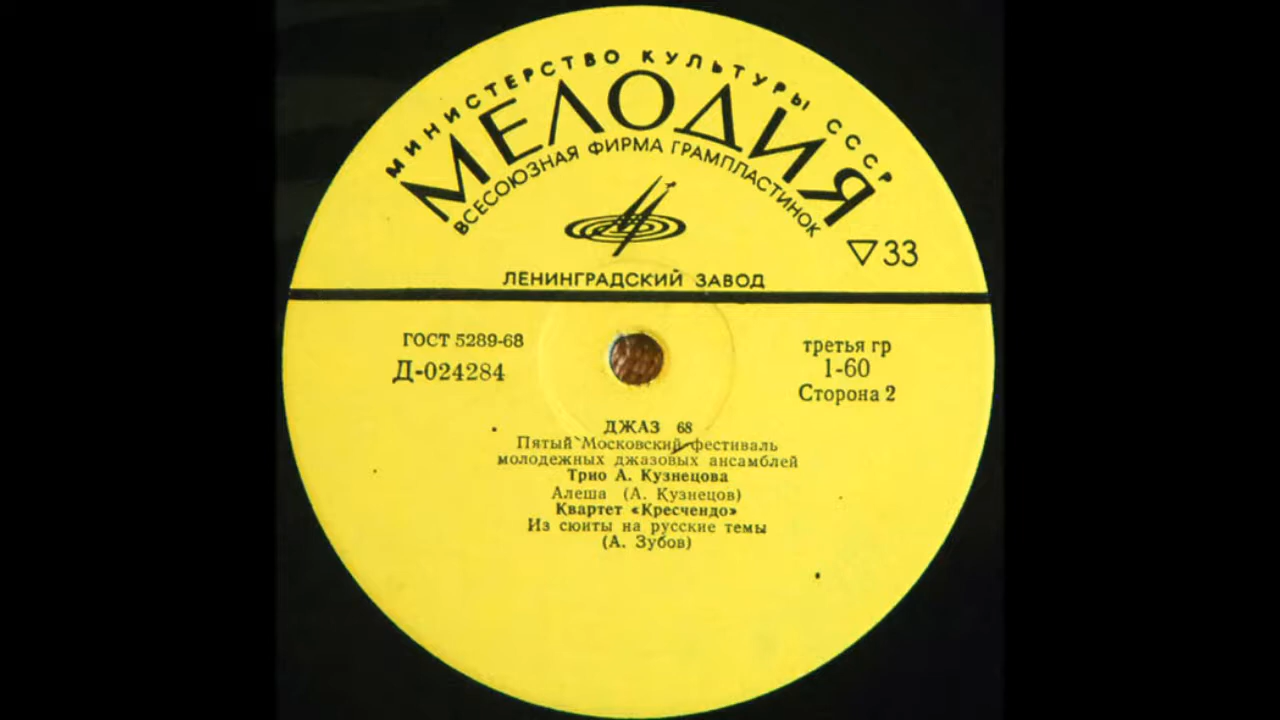 МИНИСТЕРСТВО КУЛЬТУРЫ СССР
МЕЛОДИЯ
ВСЕСОЮЗНАЯ ФИРМА ГРАМПЛАСТИНОК
▽33
ЛЕНИНГРАДСКИЙ ЗАВОД
ГОСТ 5289-68
Д-024284
третья гр
1-60
Сторона 2
ДЖАЗ 68
Пятый Московский фестиваль
молодежных джазовых ансамблей
Трио А. Кузнецова
Алеша (А. Кузнецов)
Квартет «Кресчендо»
Из сюиты на русские темы
(А. Зубов)